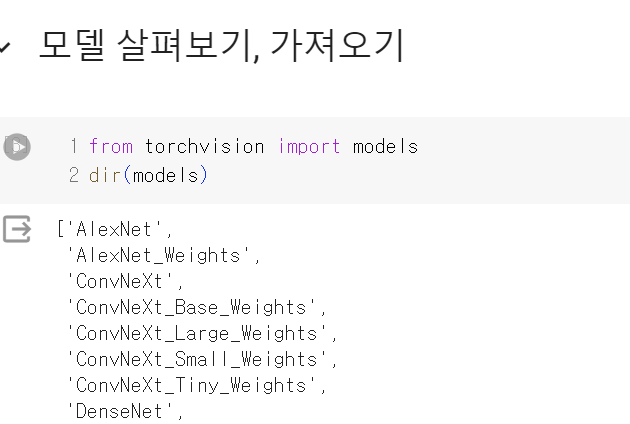 모델 살펴보기, 가져오기
1 from torchvision import models
2 dir(models)
['AlexNet',
'AlexNet_Weights',
'ConvNeXt',
'ConvNeXt_Base_Weights',
'ConvNeXt_Large_Weights',
'ConvNeXt_Small_Weights',
'ConvNeXt_Tiny_Weights',
'DenseNet',